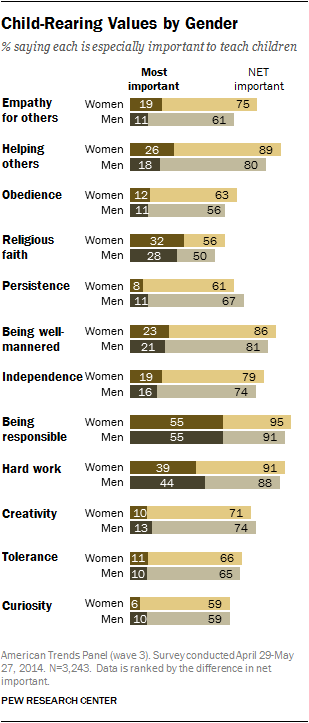 Child-Rearing Values by Gender
% saying each is especially important to teach children
Most important NET important
Empathy for others Women 19 75
Men 11 61
Helping others Women 26 89
Men 18 80
Obedience Women 12 63
Men 11 56
Religious faith Women 32 56
Men 28 50
Persistence Women 8 61
Men 11 67
Being well-mannered Women 23 86
Men 21 81
Independence Women 19 79
Men 16 74
Being responsible Women 55 95
Men 55 91
Hard work Women 39 91
Men 44 88
Creativity Women 10 71
Men 13 74
Tolerance Women 11 66
Men 10 65
Curiosity Women 6 59
Men 10 59
American Trends Panel (wave 3). Survey conducted April 29-May
27, 2014. N=3,243. Data is ranked by the difference in net
important.
PEW RESEARCH CENTER